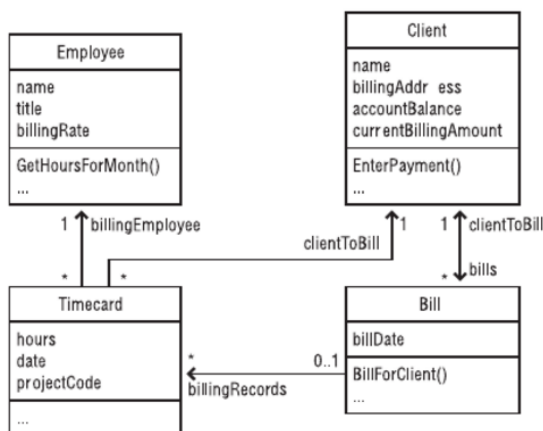 Employee
name
title
billingRate
GetHoursForMonth()
...
Client
name
billingAddr ess
accountBalance
currentBillingAmount
EnterPayment()
...
1 billingEmployee
*
clientToBill
1
*
1 clientToBill
* bills
Timecard
hours
date
projectCode
...
* 0..1
billingRecords
Bill
billDate
BillForClient()
...